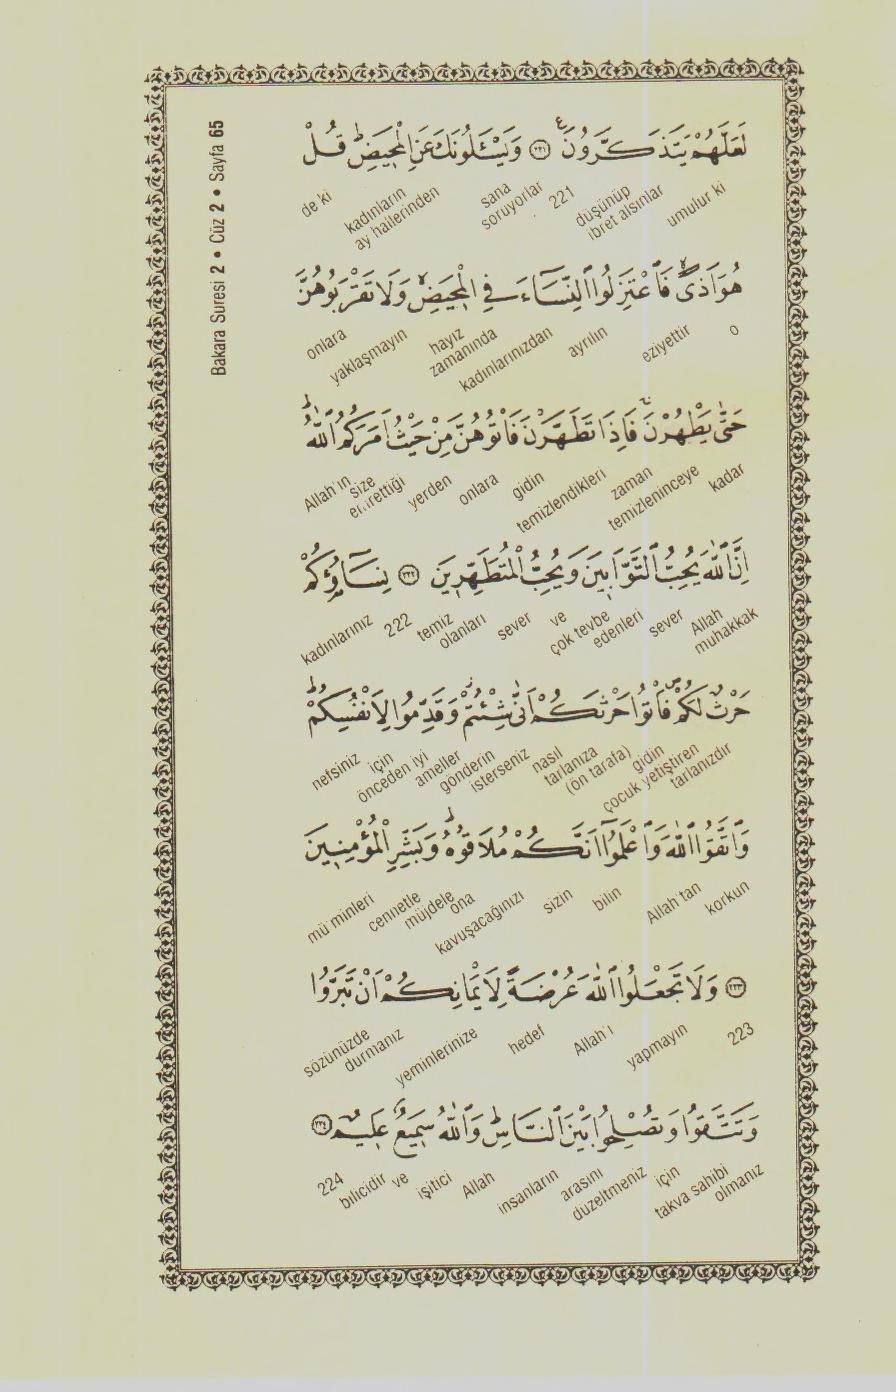 Bakara Suresi 2 • Cüz 2 • Sayfa 65
لَعَلَّهُمْ يَتَذَكَّرُونَ ﴿٢٢١﴾ وَيَسْـَٔلُونَكَ عَنِ الْمَحِيضِ قُلْ
umulur ki düşünüp ibret alsınlar 221 sana soruyorlar kadınların ay hallerinden de ki
هُوَ اَذًى فَاعْتَزِلُوا النِّسَاءَ فِي الْمَحِيضِ وَلَا تَقْرَبُوهُنَّ
o eziyettir ayrılın kadınlarınızdan hayız zamanında yaklaşmayın onlara
حَتَّى يَطْهُرْنَ فَاِذَا تَطَهَّرْنَ فَاْتُوهُنَّ مِنْ حَيْثُ اَمَرَكُمُ اللّٰهُ
kadar temizleninceye zaman temizlendikleri gidin onlara yerden size emrettiği Allah'ın
اِنَّ اللّٰهَ يُحِبُّ التَّوَّابِينَ وَيُحِبُّ الْمُتَطَهِّرِينَ ﴿٢٢٢﴾ نِسَاؤُكُمْ
muhakkak Allah sever çok tevbe edenleri ve sever temiz olanları 222 kadınlarınız
حَرْثٌ لَكُمْ فَاْتُوا حَرْثَكُمْ اَنّٰى شِئْتُمْ وَقَدِّمُوا لِاَنْفُسِكُمْ
çocuk yetiştiren tarlanızdır gidin tarlanıza (ön tarafa) nasıl isterseniz önceden iyi ameller gönderin için nefsiniz
وَاتَّقُوا اللّٰهَ وَاعْلَمُوا اَنَّكُمْ مُلَاقُوهُ وَبَشِّرِ الْمُؤْمِنِينَ
korkun Allah'tan bilin sizin kavuşacağınızı ona cennetle müjdele mü'minleri
﴿٢٢٣﴾ وَلَا تَجْعَلُوا اللّٰهَ عُرْضَةً لِاَيْمَانِكُمْ اَنْ تَبَرُّوا
223 yapmayın Allah'ı hedef yeminlerinize sözünüzde durmanız
وَتَتَّقُوا وَتُصْلِحُوا بَيْنَ النَّاسِ وَاللّٰهُ سَمِيعٌ عَلِيمٌ ﴿٢٢٤﴾
takva sahibi olmanız için düzeltmeniz arasını insanların Allah işitici ve bilicidir 224